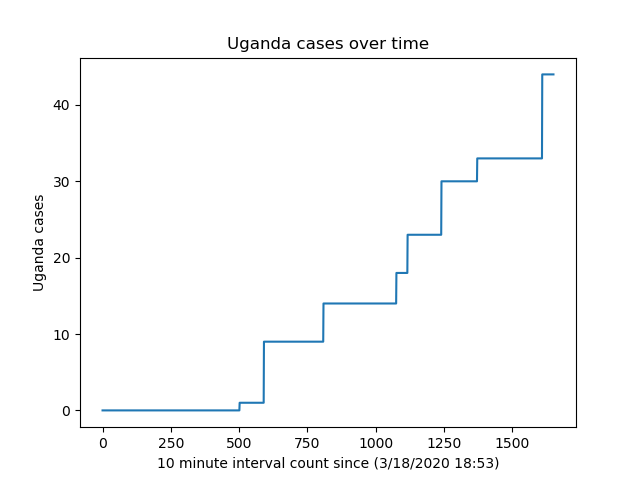 Uganda cases over time
Uganda cases
40
30
20
10
0
0 250 500 750 1000 1250 1500
10 minute interval count since (3/18/2020 18:53)